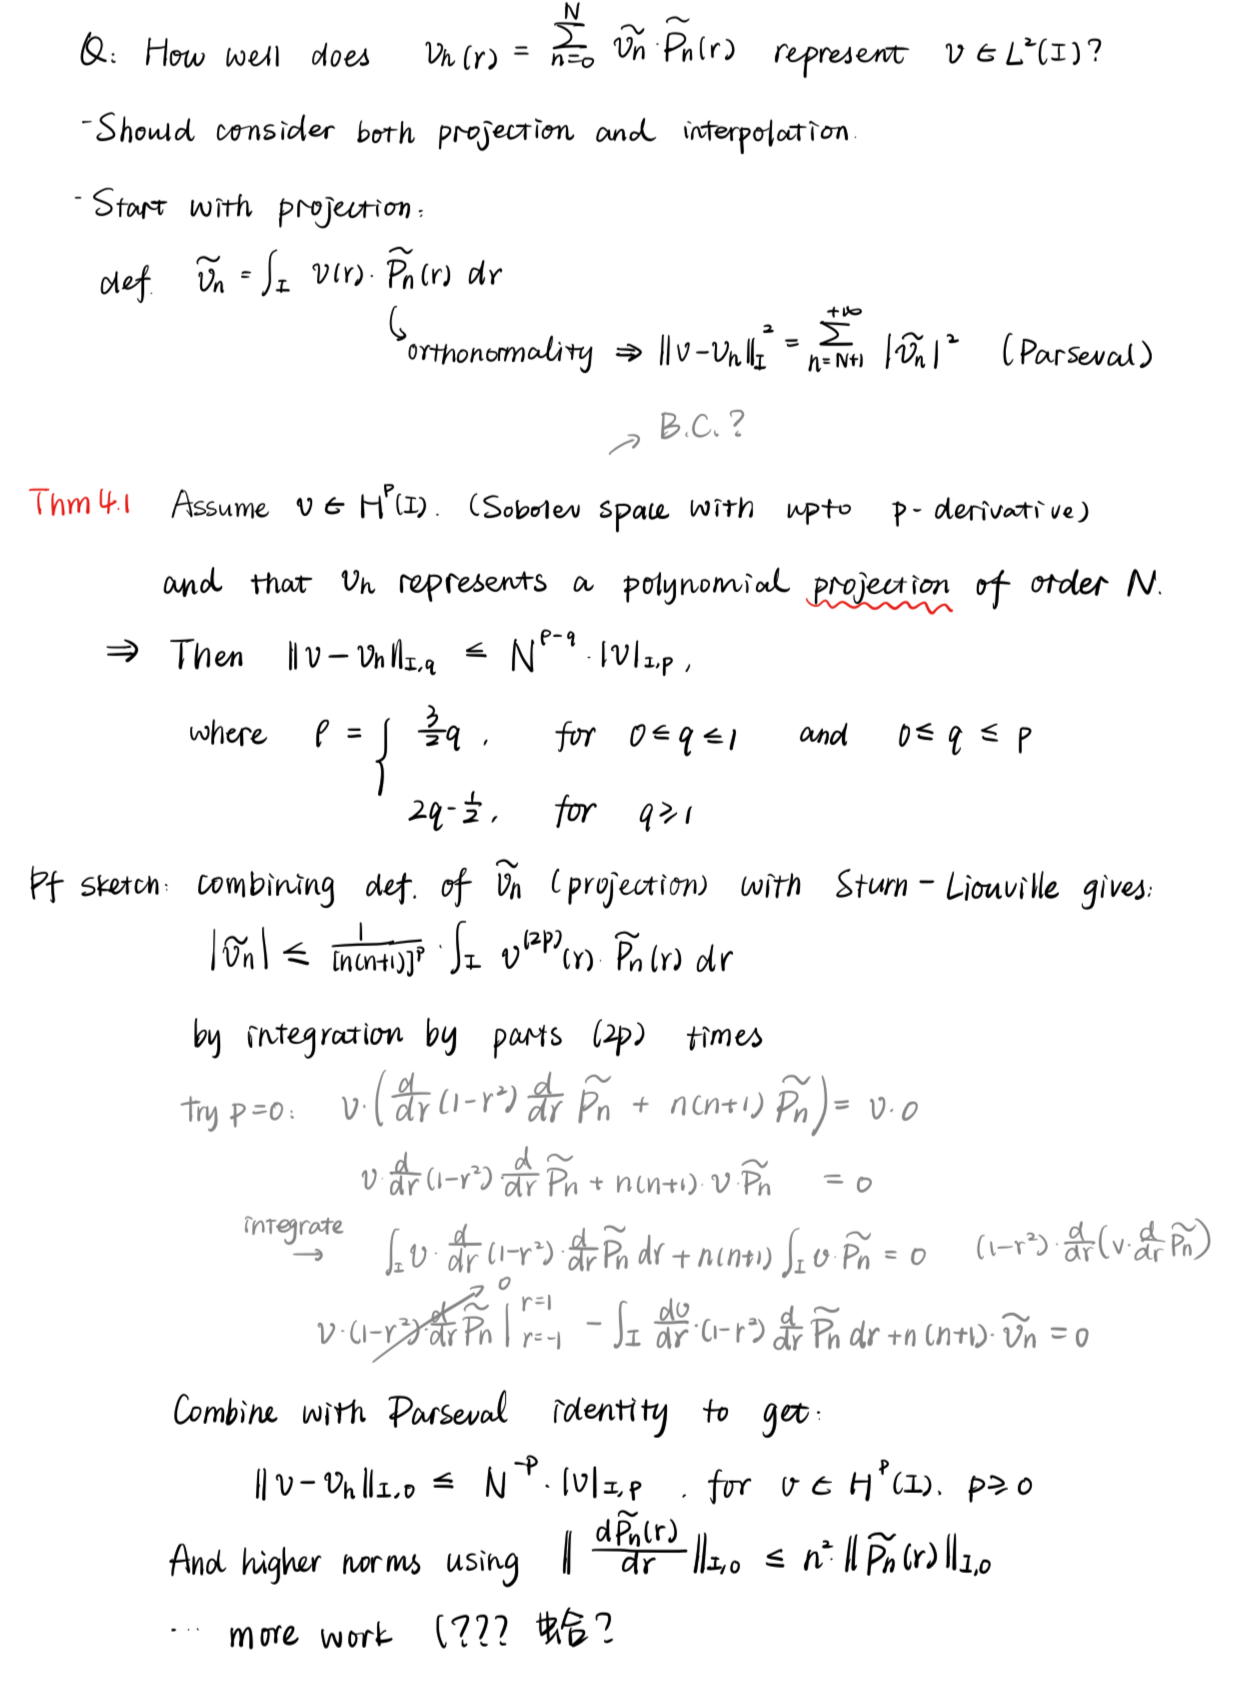 Q: How well does $v_h(r) = \sum_{n=0}^{N} \tilde{v}_n \cdot \tilde{P}_n(r)$ represent $v \in L^2(I)$?
- Should consider both projection and interpolation.
- Start with projection:
def. $\tilde{v}_n = \int_I v(r) \cdot \tilde{P}_n(r) \, dr$
orthonormality $\Rightarrow \|v - v_h\|_I^2 = \sum_{n=N+1}^{+\infty} |\tilde{v}_n|^2$ (Parseval)
↗ B.C.?
Thm 4.1 Assume $v \in H^p(I)$. (Sobolev space with upto p-derivative)
and that $v_h$ represents a polynomial projection of order N.
$\Rightarrow$ Then $\|v - v_h\|_{I,q} \leq N^{\rho-q} \cdot |v|_{I,p}$,
where $\rho = \begin{cases} \frac{3}{2}q, & \text{for } 0 \leq q \leq 1 \\ 2q - \frac{1}{2}, & \text{for } q \geq 1 \end{cases}$ and $0 \leq q \leq p$
Pf sketch: combining def. of $\tilde{v}_n$ (projection) with Sturn-Liouville gives:
$|\tilde{v}_n| \leq \frac{1}{[n(n+1)]^p} \cdot \int_I v^{(2p)}(r) \cdot \tilde{P}_n(r) \, dr$
by integration by parts (2p) times
try p=0: $v \cdot \left( \frac{d}{dr}(1-r^2) \frac{d}{dr} \tilde{P}_n + n(n+1) \tilde{P}_n \right) = v \cdot 0$
$v \cdot \frac{d}{dr}(1-r^2) \frac{d}{dr} \tilde{P}_n + n(n+1) \cdot v \cdot \tilde{P}_n = 0$
integrate → $\int_I v \cdot \frac{d}{dr}(1-r^2) \cdot \frac{d}{dr} \tilde{P}_n \, dr + n(n+1) \int_I v \cdot \tilde{P}_n = 0$ $(1-r^2) \cdot \frac{d}{dr}(v \cdot \frac{d}{dr} \tilde{P}_n)$
$\cancelto{0}{v \cdot (1-r^2) \cdot \frac{d}{dr} \tilde{P}_n \big|_{r=-1}^{r=1}} - \int_I \frac{dv}{dr} \cdot (1-r^2) \frac{d}{dr} \tilde{P}_n \, dr + n(n+1) \cdot \tilde{v}_n = 0$
Combine with Parseval identity to get:
$\|v - v_h\|_{I,0} \leq N^{-p} \cdot |v|_{I,p}$. for $v \in H^p(I)$. $p \geq 0$
And higher norms using $\| \frac{d\tilde{P}_n(r)}{dr} \|_{I,0} \leq n^2 \cdot \|\tilde{P}_n(r)\|_{I,0}$
... more work (??? 蛤?